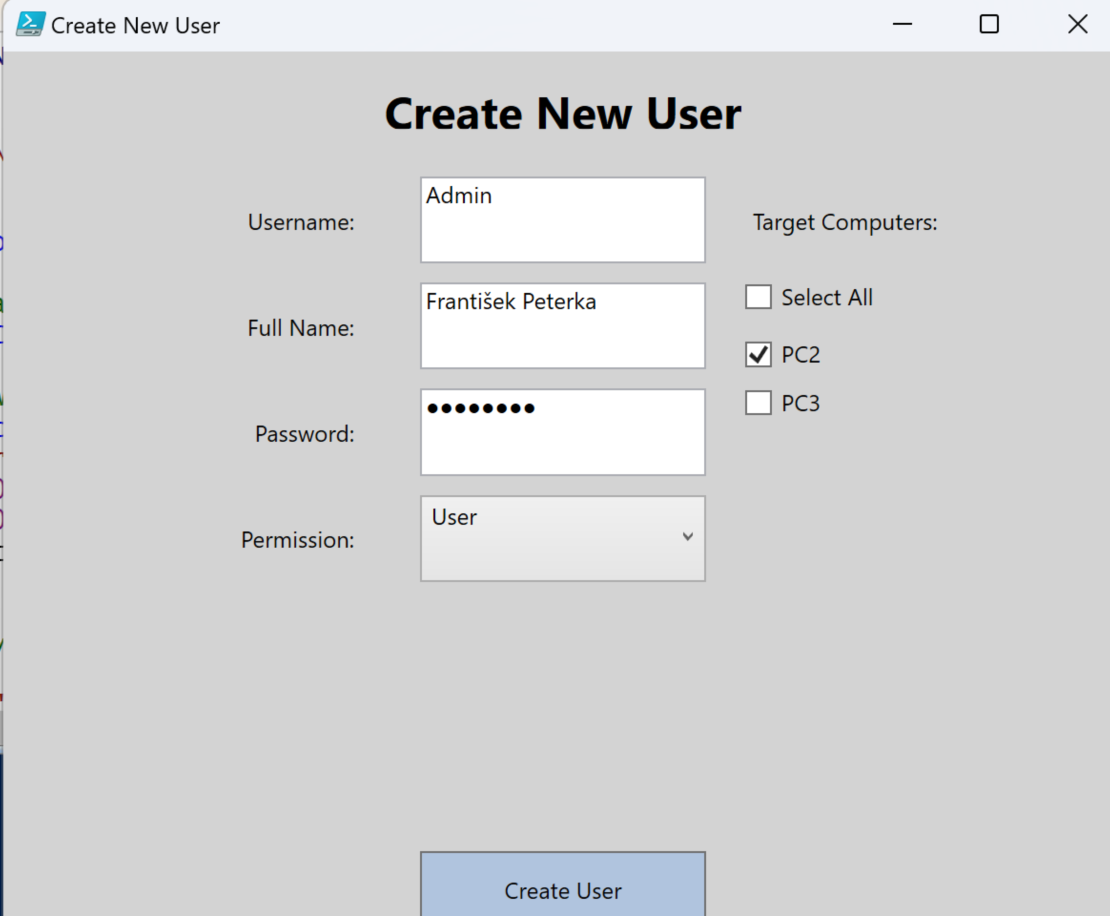 Create New User
Create New User
Username:
Admin
Target Computers:
Full Name:
František Peterka
Select All
PC2
PC3
Password:
●●●●●●●●
Permission:
User
Create User